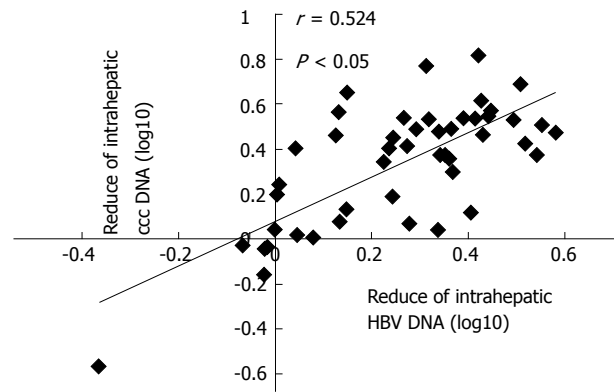 1
r = 0.524
0.8
P < 0.05
0.6
0.4
0.2
0
-0.2
-0.4
-0.6
Reduce of intrahepatic
ccc DNA (log10)
-0.4
-0.2
0
0.2
0.4
0.6
Reduce of intrahepatic
HBV DNA (log10)